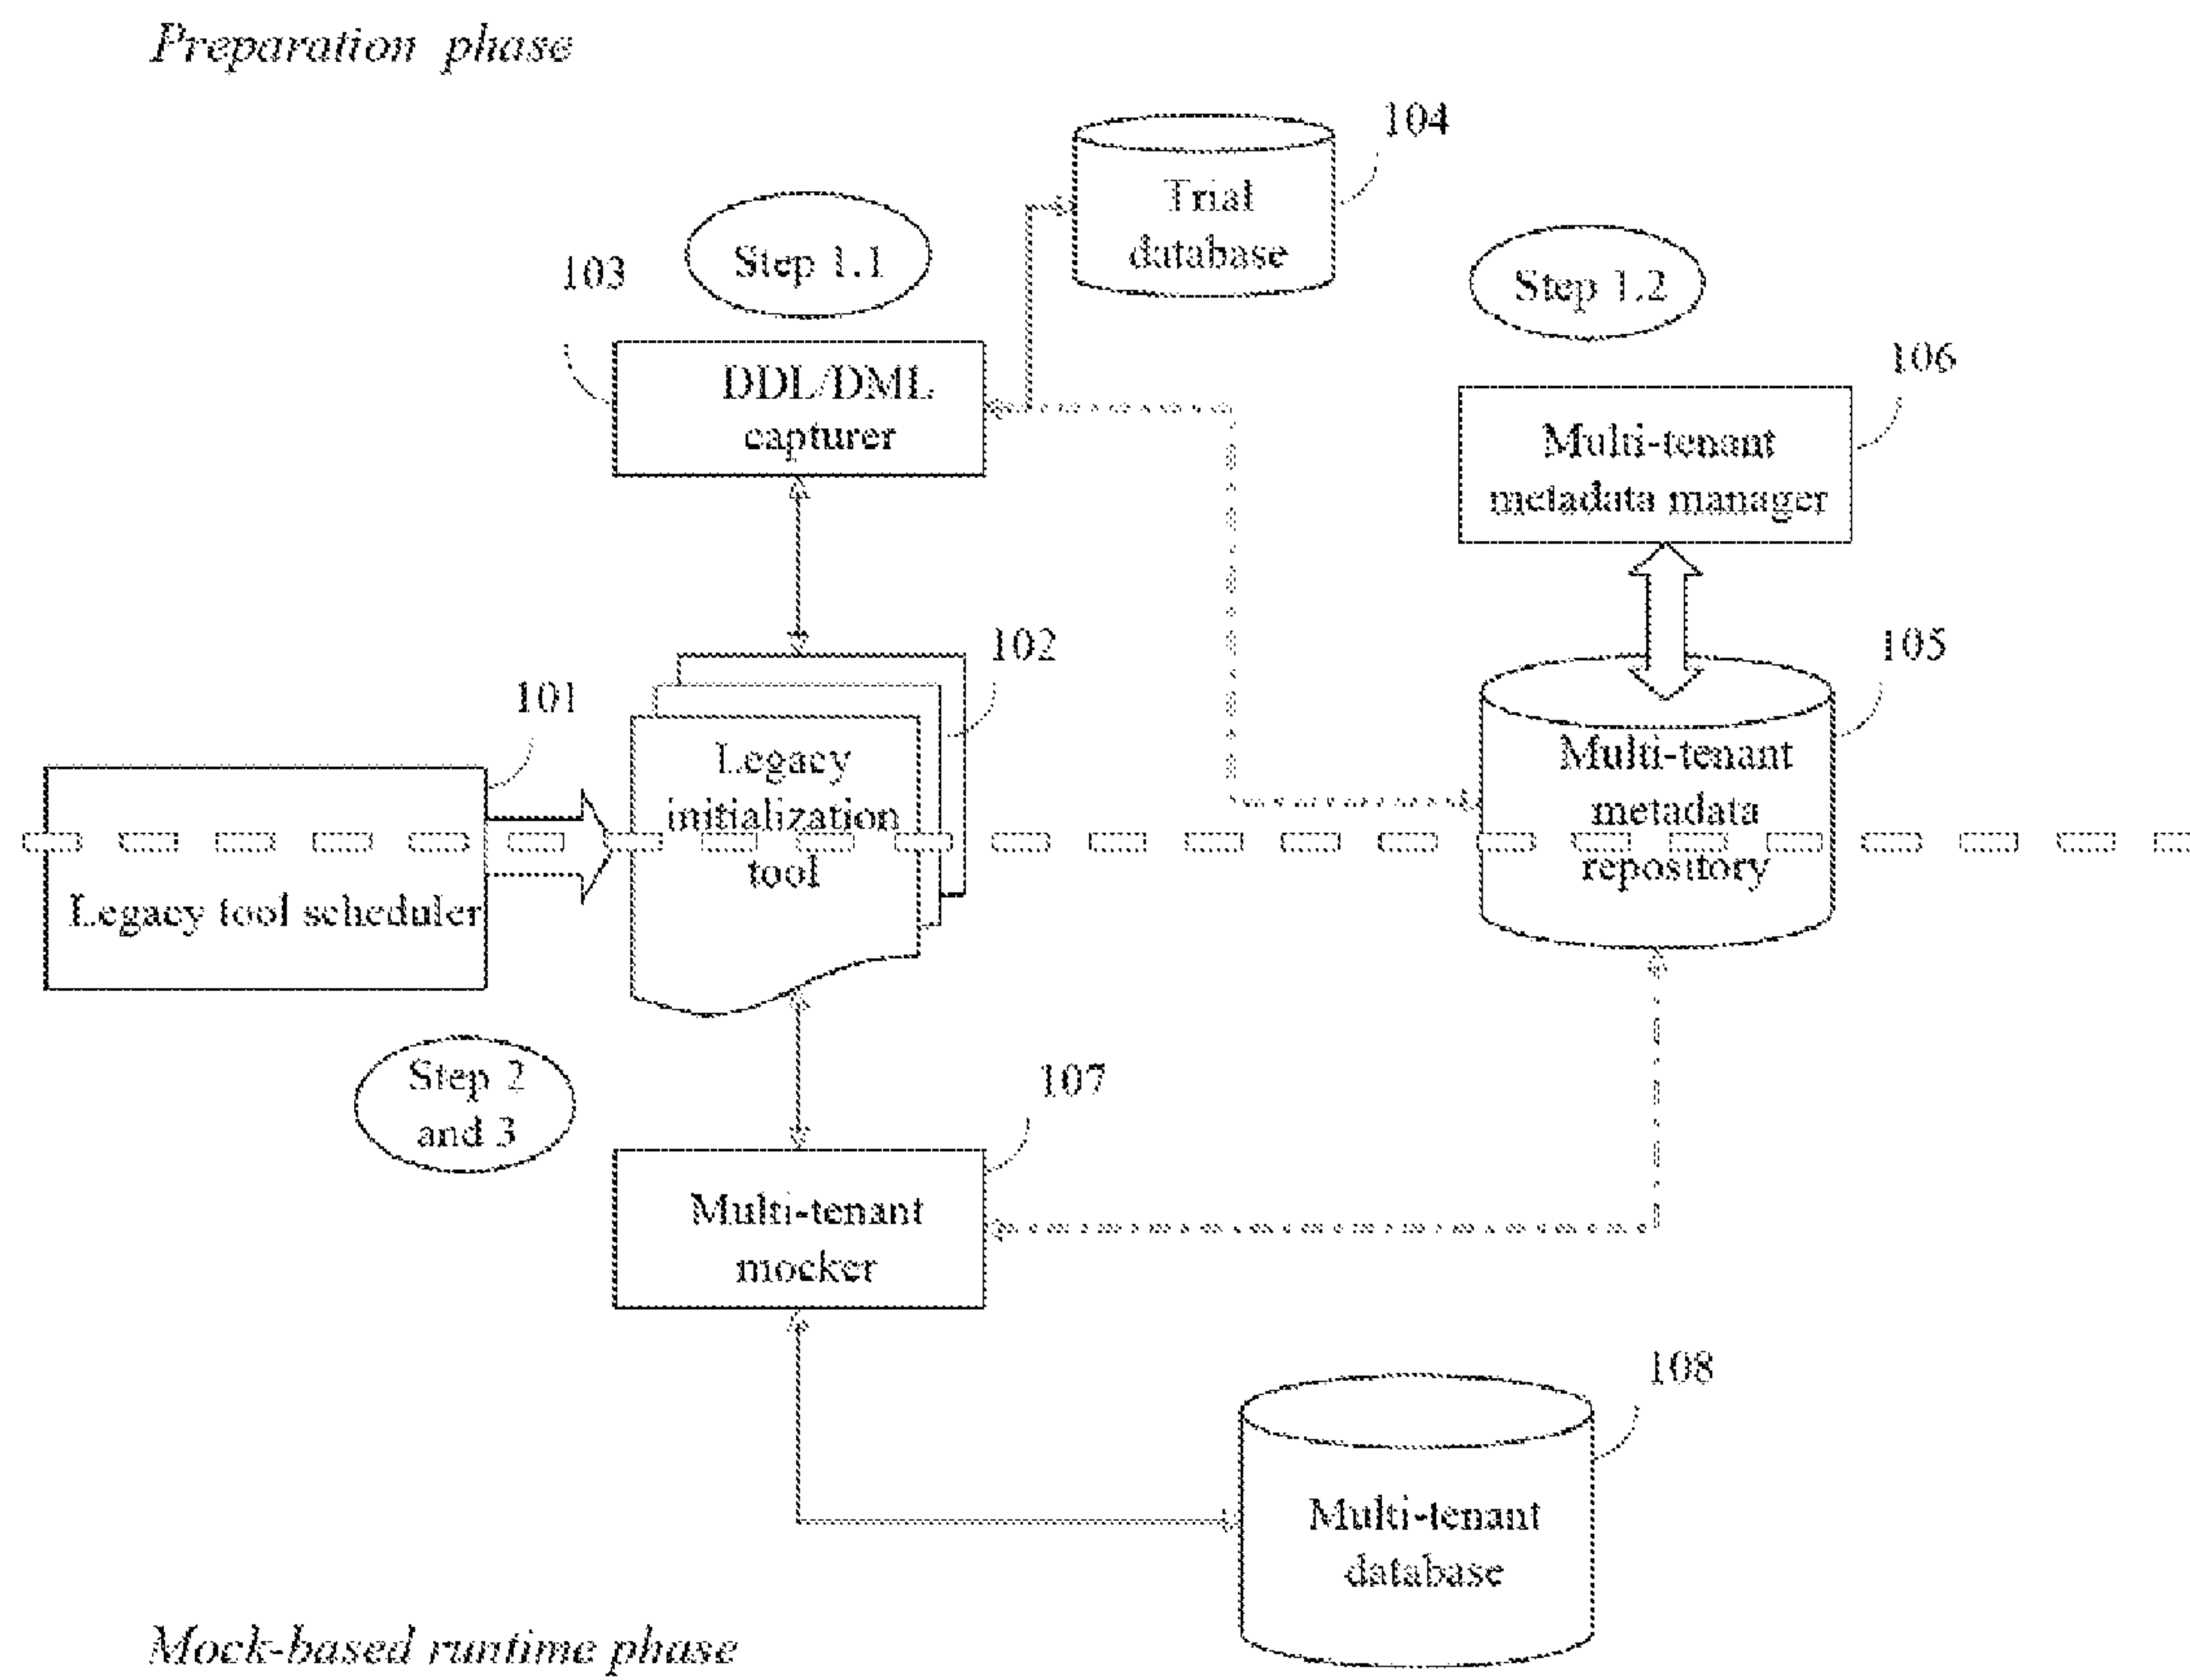 Preparation phase
104
Trial
database
Step 1.1
103
Step 1.2
DDL/DML
capturer
106
Multi-tenant
metadata manager
102
105
101
Legacy
initialization
tool
Multi-tenant
metadata
repository
Legacy tool scheduler
Step 2
and 3
107
Multi-tenant
mocker
108
Multi-tenant
database
Mock-based runtime phase